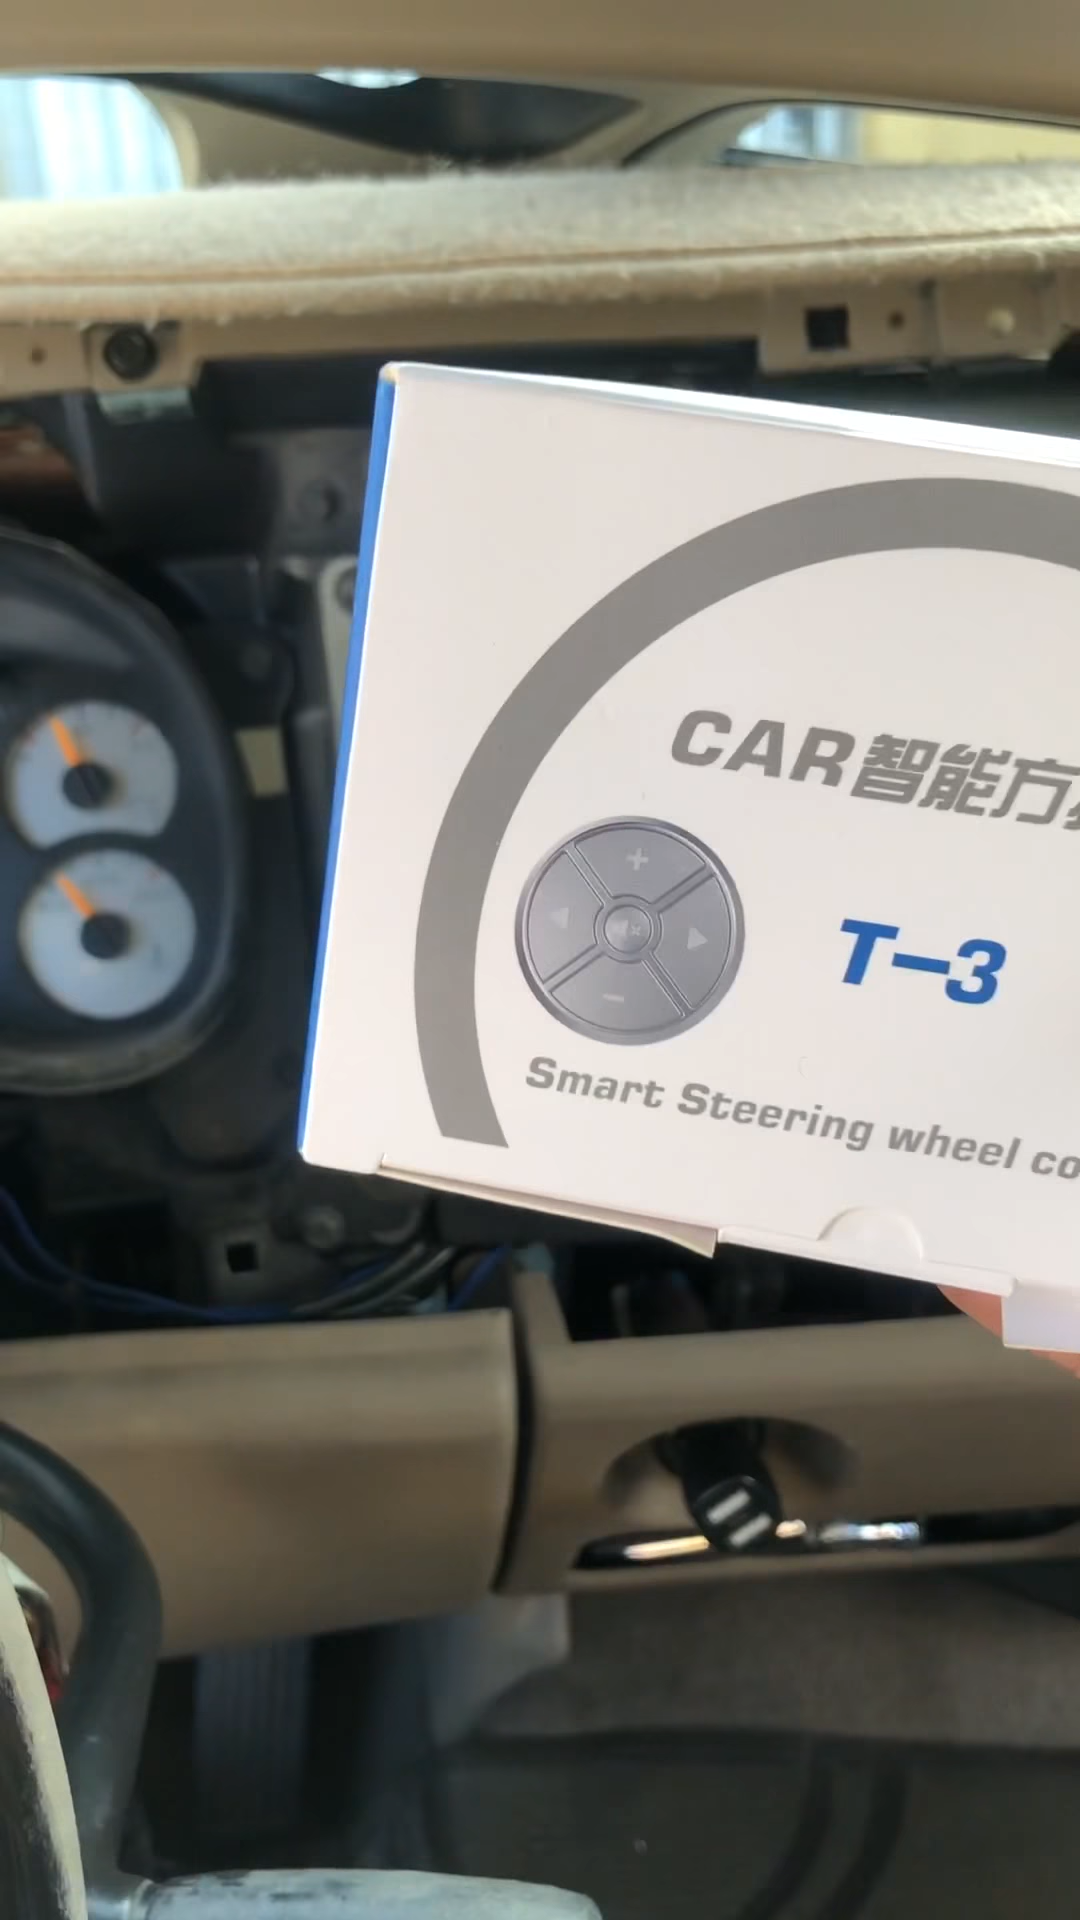 CAR智能方
T-3
Smart Steering wheel co